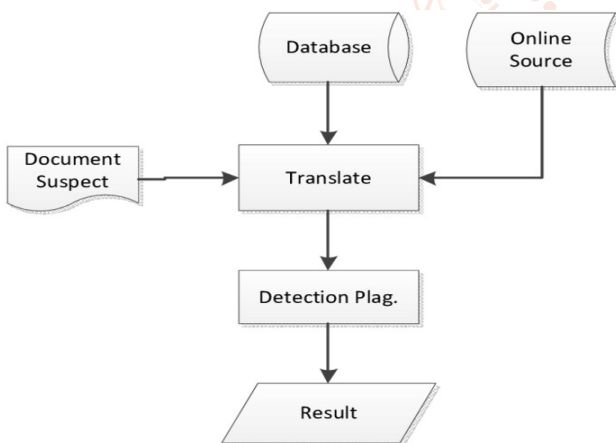 Database
Online
Source
Document
Suspect
Translate
Detection Plag.
Result